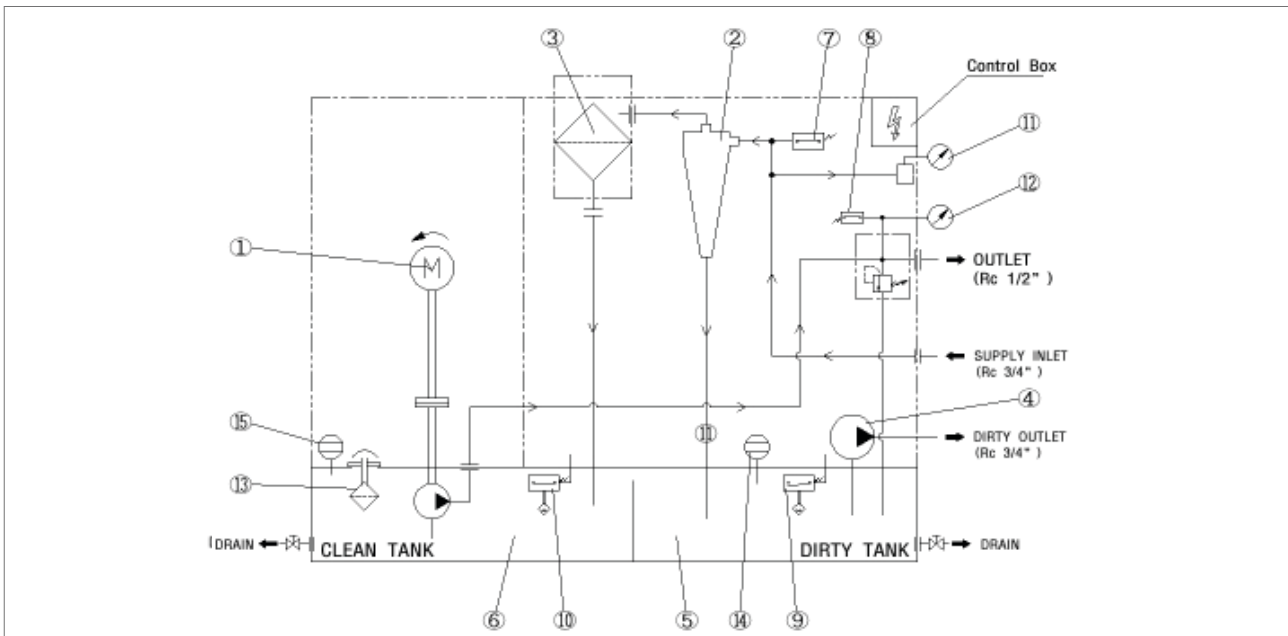 ③ ② ⑦ ⑧
Control Box
⑪
⑫
①
M
OUTLET
(Rc 1/2")
SUPPLY INLET
(Rc 3/4")
④
⑮
⑪
DIRTY OUTLET
(Rc 3/4")
⑬
DRAIN
CLEAN TANK
DIRTY TANK
DRAIN
⑥ ⑩ ⑤ ⑭ ⑨